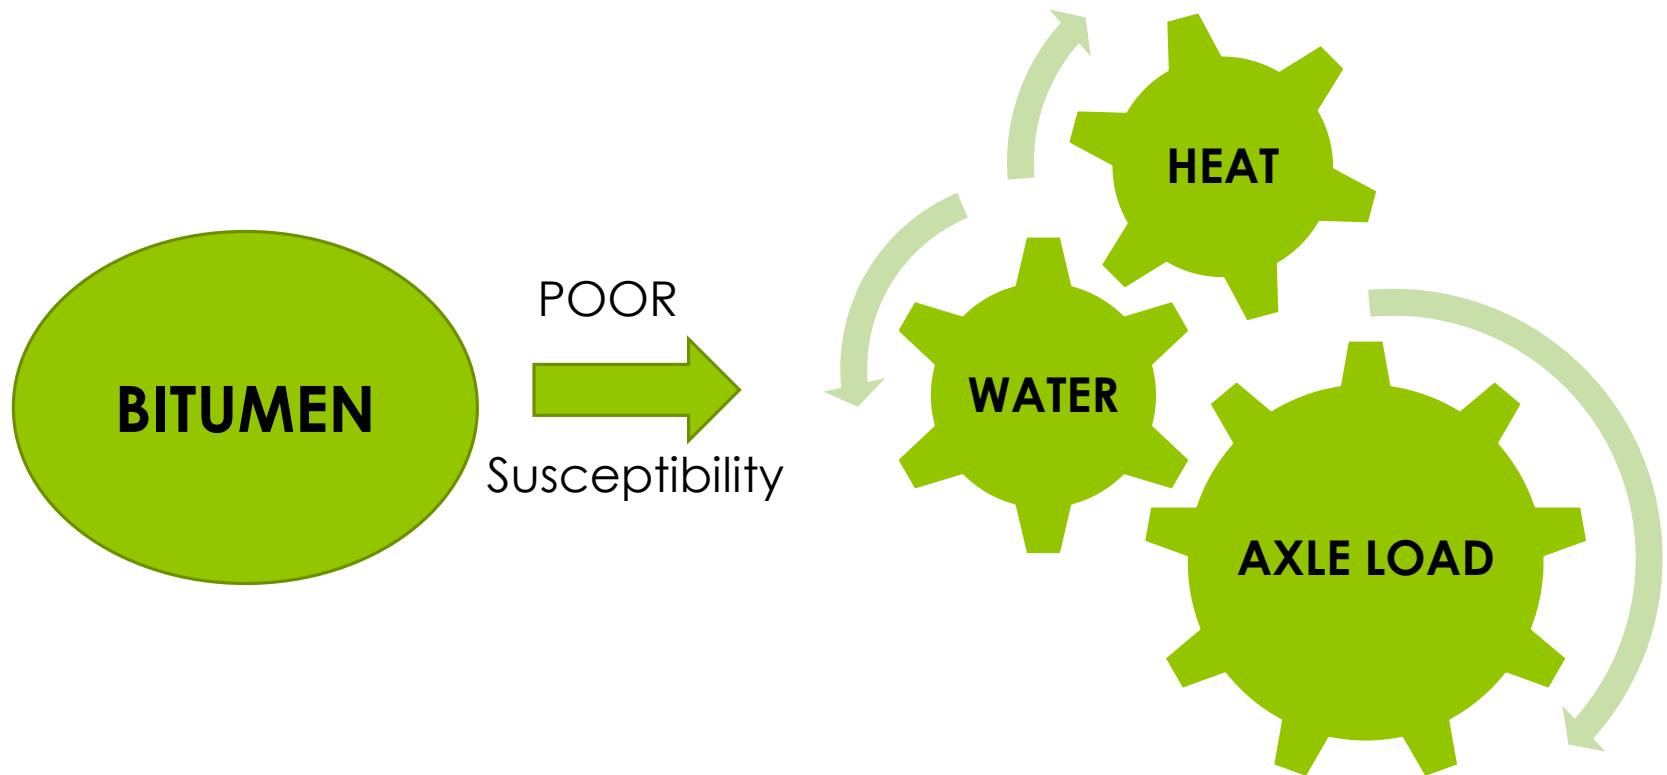 BITUMEN
POOR
Susceptibility
HEAT
WATER
AXLE LOAD